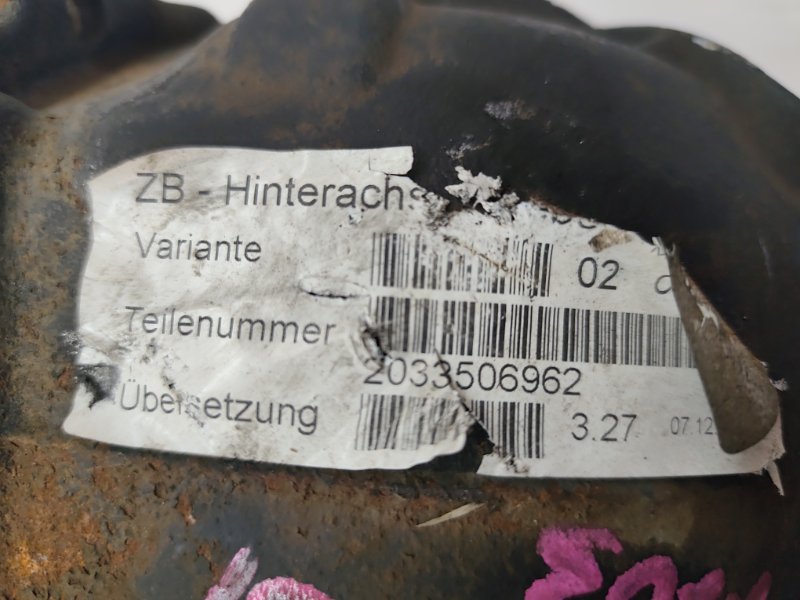 ZB - Hinterachs
Variante 02
Teilenummer
2033506962
Übersetzung 3.27 07.12